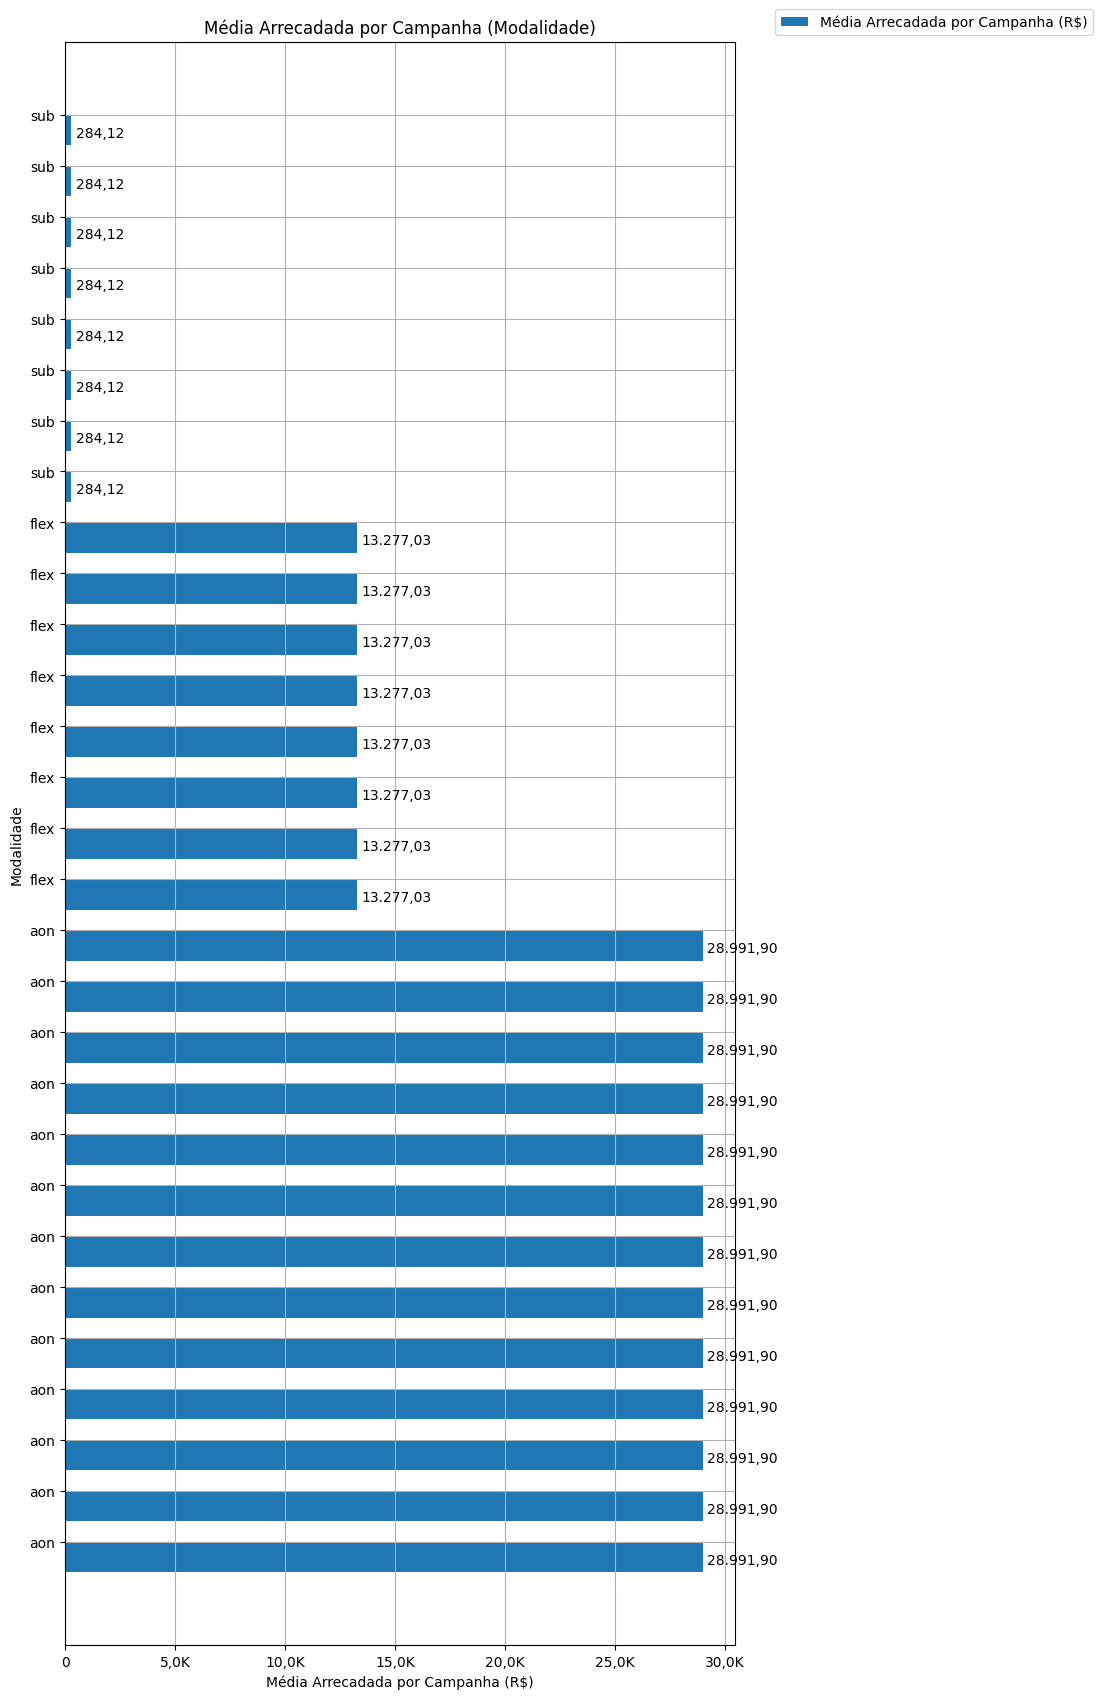 Média Arrecadada por Campanha (Modalidade)
Média Arrecadada por Campanha (R$)
sub 284,12
sub 284,12
sub 284,12
sub 284,12
sub 284,12
sub 284,12
sub 284,12
sub 284,12
flex 13.277,03
flex 13.277,03
flex 13.277,03
flex 13.277,03
flex 13.277,03
flex 13.277,03
flex 13.277,03
flex 13.277,03
Modalidade
aon 28.991,90
aon 28.991,90
aon 28.991,90
aon 28.991,90
aon 28.991,90
aon 28.991,90
aon 28.991,90
aon 28.991,90
aon 28.991,90
aon 28.991,90
aon 28.991,90
aon 28.991,90
aon 28.991,90
0 5,0K 10,0K 15,0K 20,0K 25,0K 30,0K
Média Arrecadada por Campanha (R$)